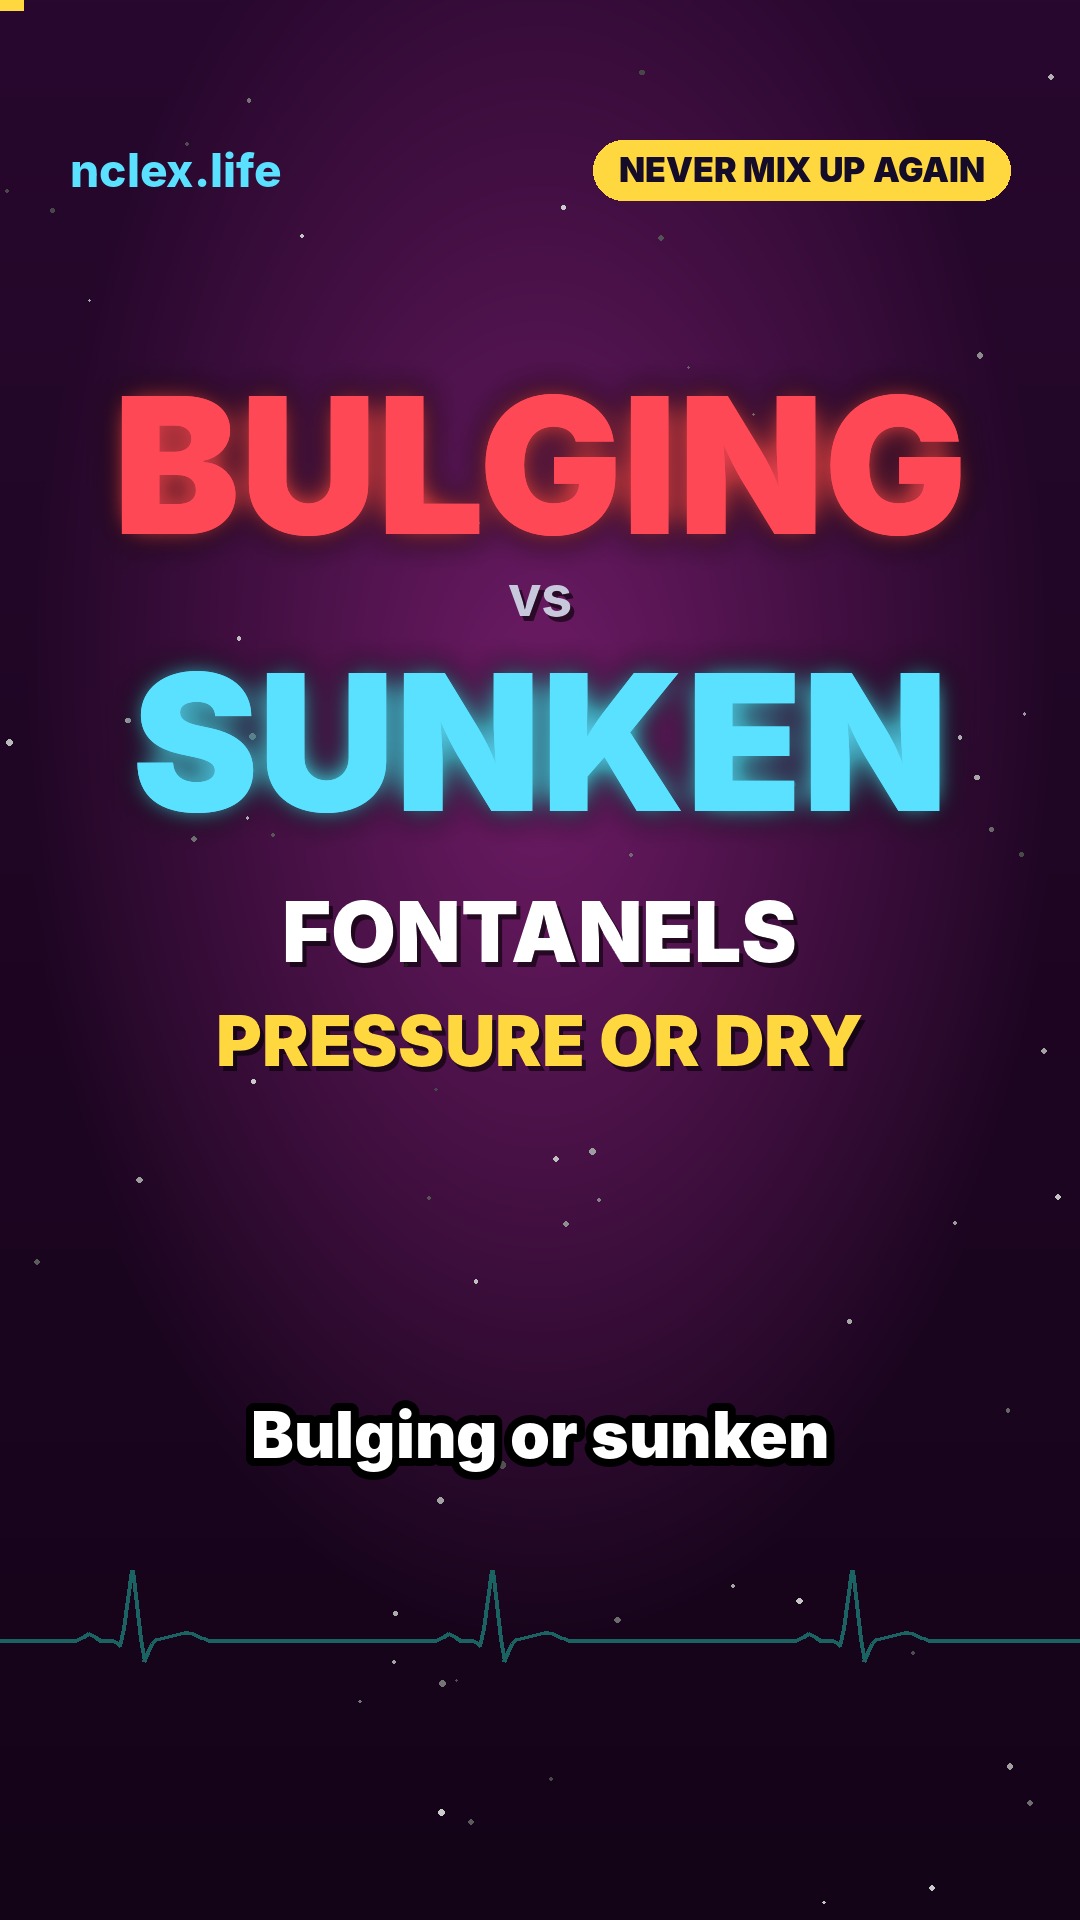 nclex.life
NEVER MIX UP AGAIN
BULGING
VS
SUNKEN
FONTANELS
PRESSURE OR DRY
Bulging or sunken